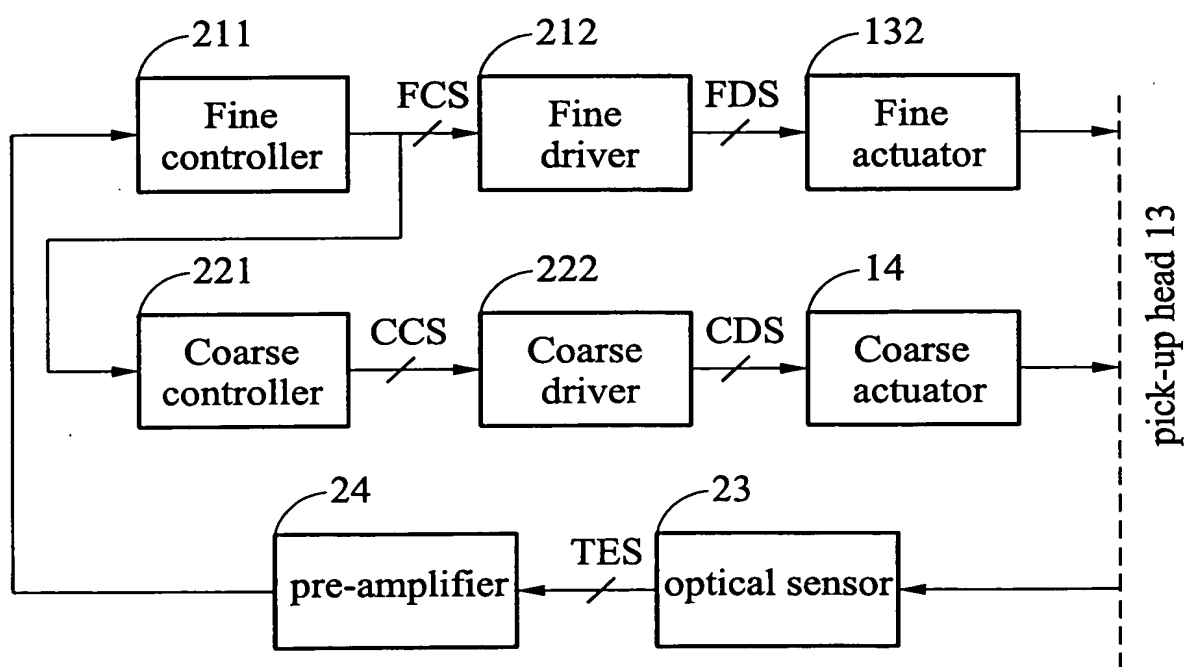 211
212
132
Fine
controller
FCS
Fine
driver
FDS
Fine
actuator
221
222
14
Coarse
controller
CCS
Coarse
driver
CDS
Coarse
actuator
24
23
pre-amplifier
TES
optical sensor
pick-up head 13